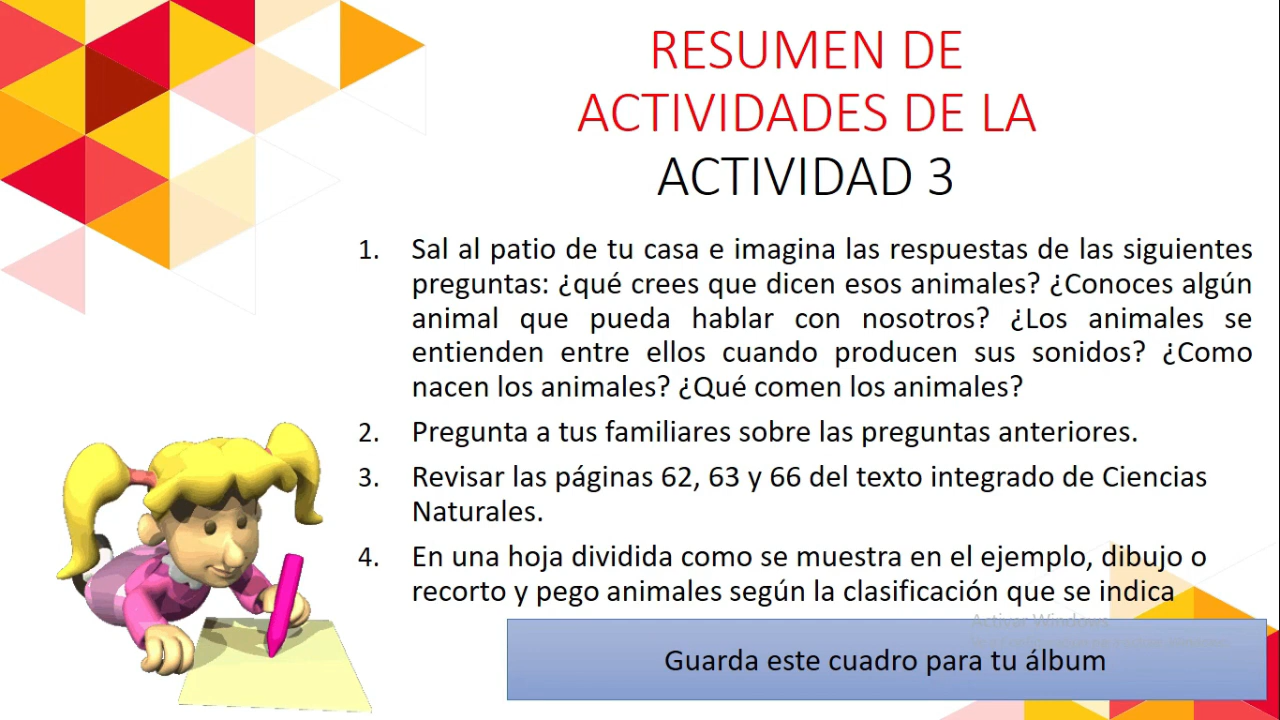 RESUMEN DE
ACTIVIDADES DE LA
ACTIVIDAD 3
1. Sal al patio de tu casa e imagina las respuestas de las siguientes
preguntas: ¿qué crees que dicen esos animales? ¿Conoces algún
animal que pueda hablar con nosotros? ¿Los animales se
entienden entre ellos cuando producen sus sonidos? ¿Como
nacen los animales? ¿Qué comen los animales?
2. Pregunta a tus familiares sobre las preguntas anteriores.
3. Revisar las páginas 62, 63 y 66 del texto integrado de Ciencias
Naturales.
4. En una hoja dividida como se muestra en el ejemplo, dibujo o
recorto y pego animales según la clasificación que se indica
Activar Windows
Guarda este cuadro para tu álbum